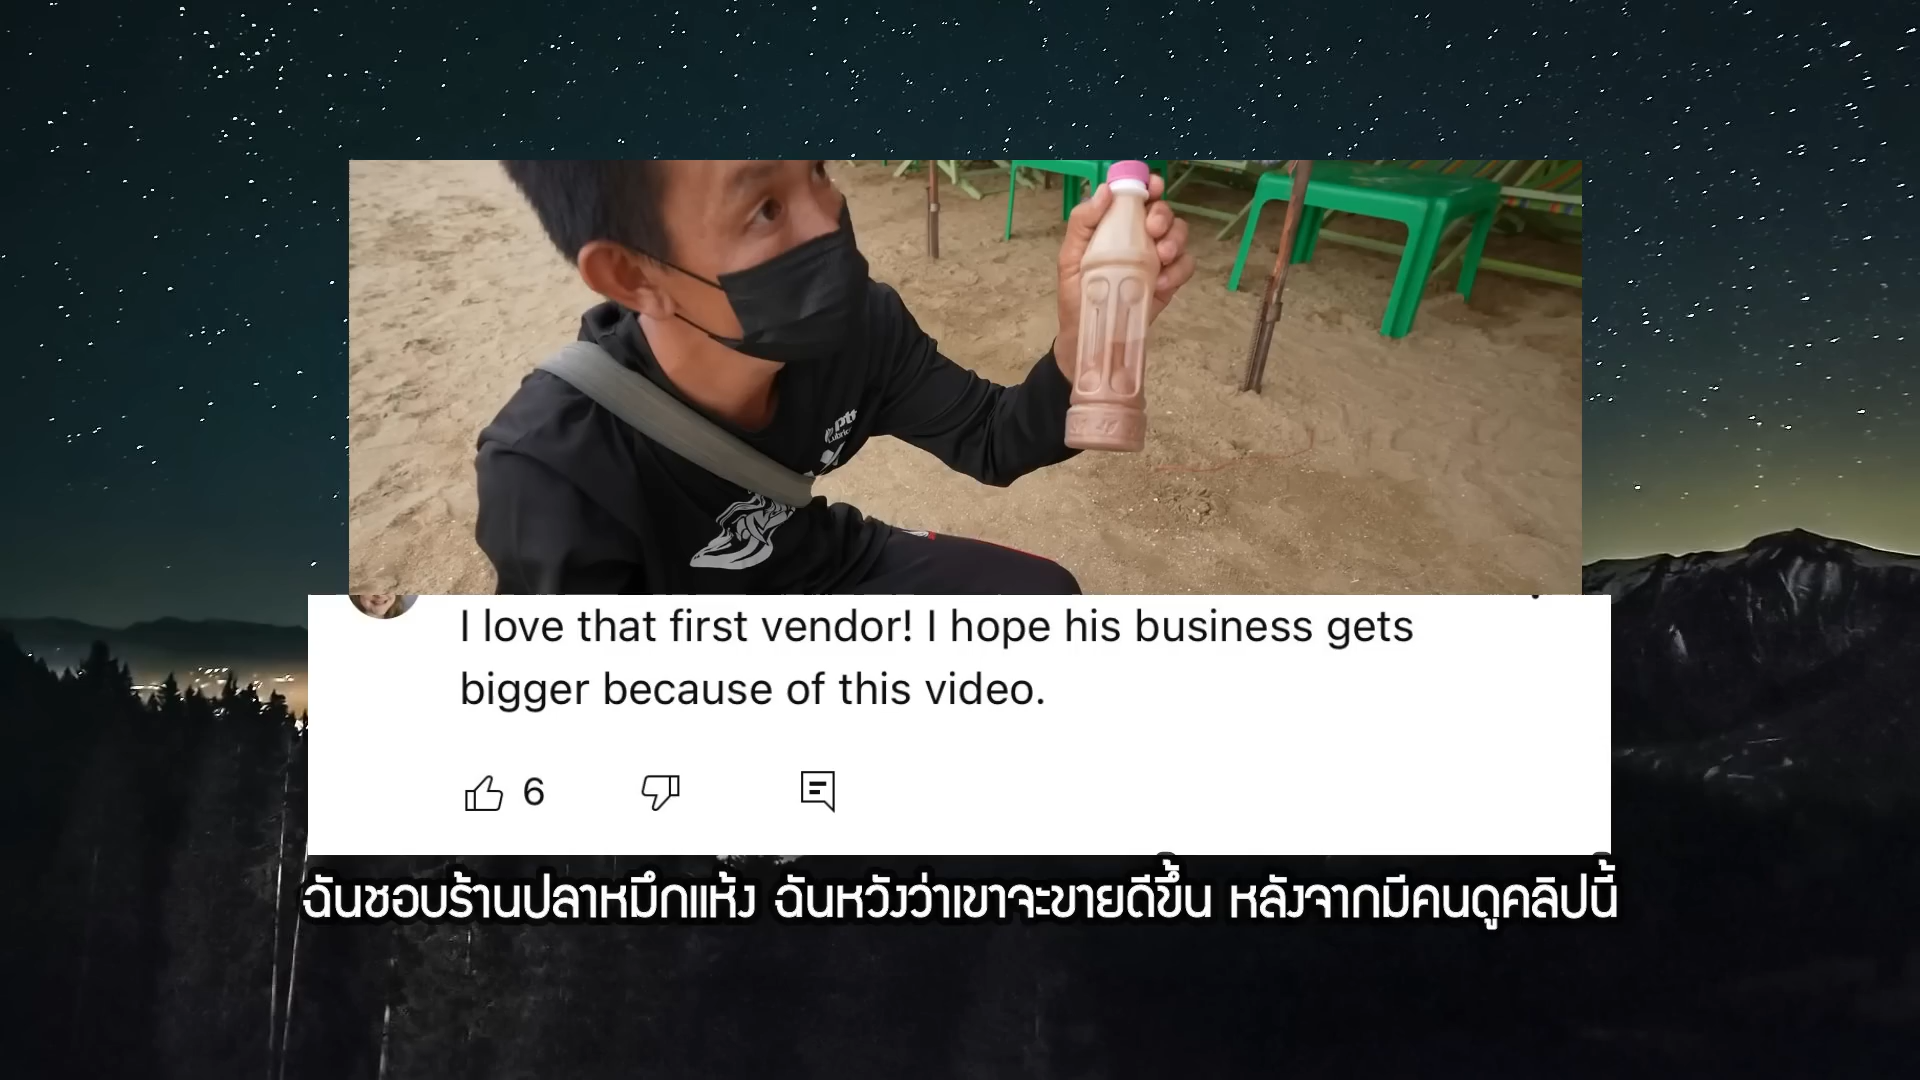 ptt
I love that first vendor! I hope his business gets
bigger because of this video.
6
ฉันชอบร้านปลาหมึกแห้ง ฉันหวังว่าเขาจะขายดีขึ้น หลังจากมีคนดูคลิปนี้